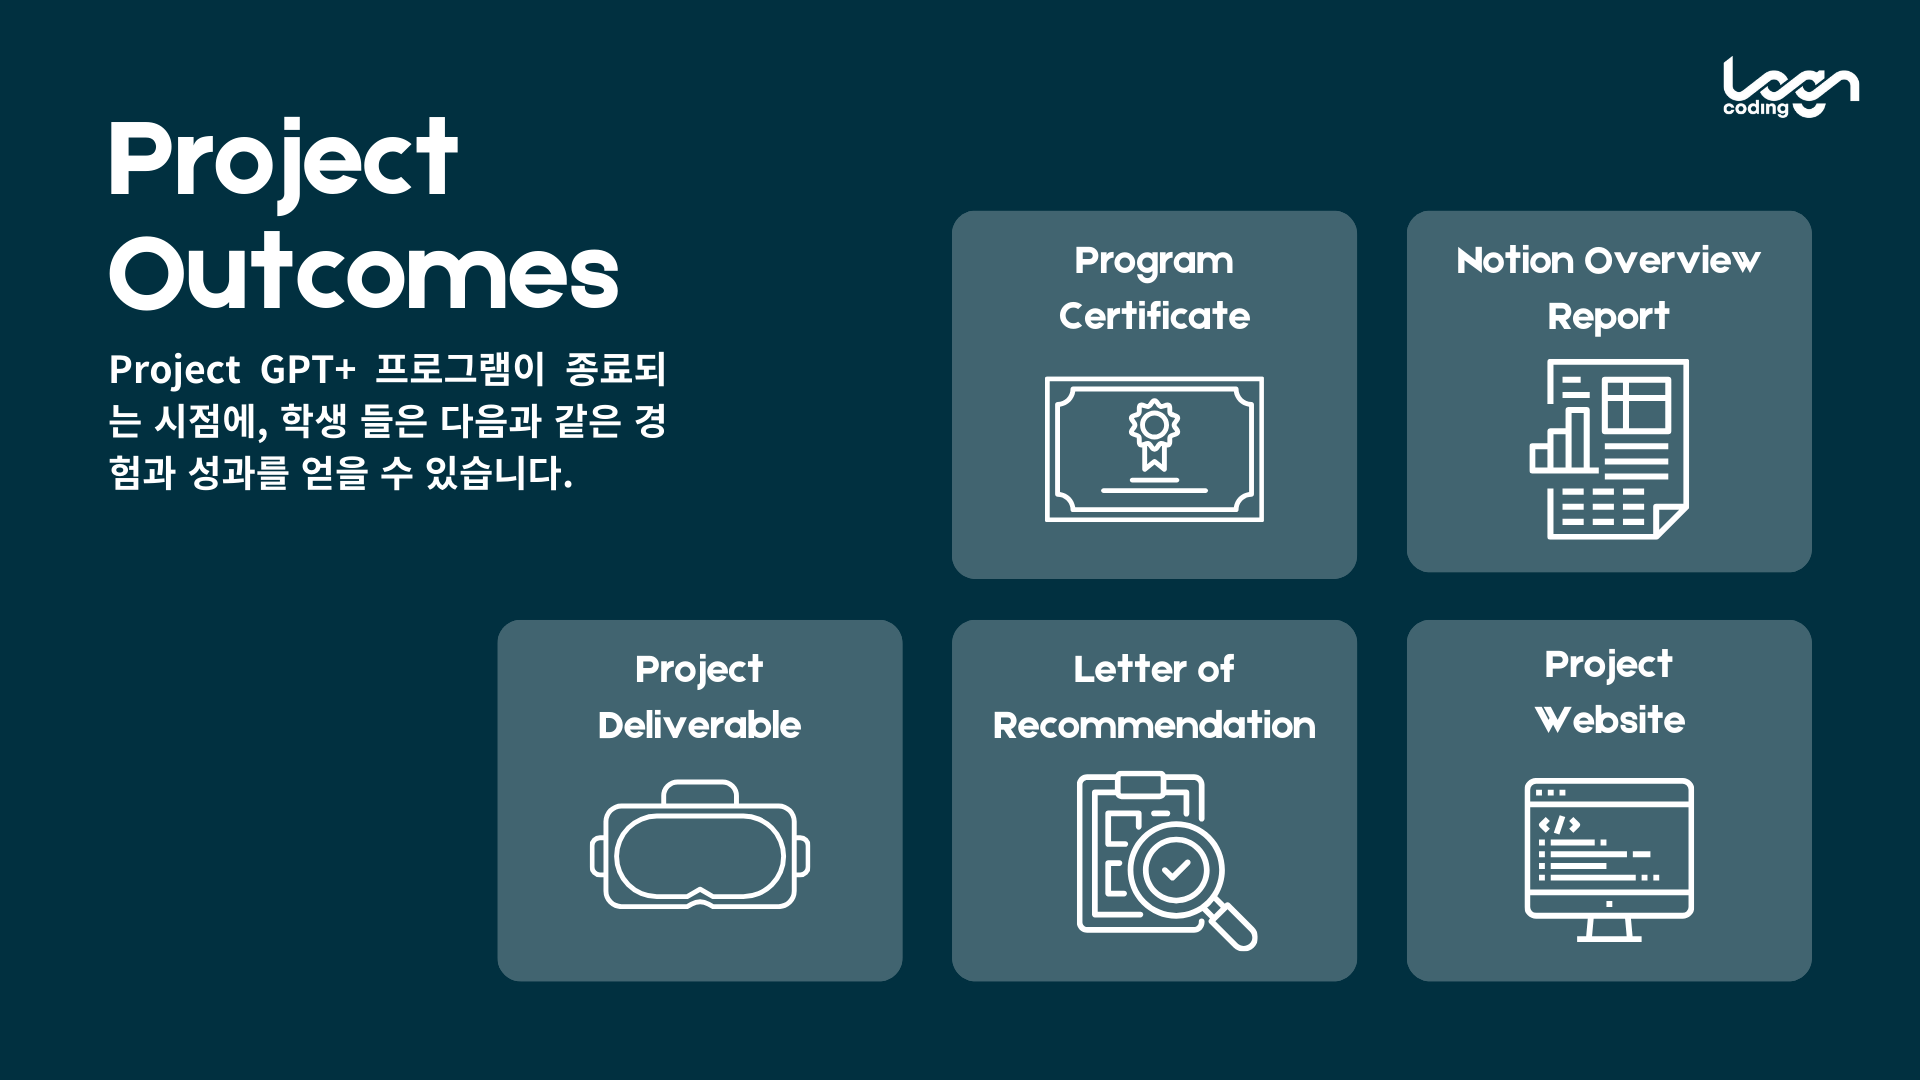 Logn
coding
Project
Outcomes
Project GPT+ 프로그램이 종료되
는 시점에, 학생 들은 다음과 같은 경
험과 성과를 얻을 수 있습니다.
Program
Certificate
Notion Overview
Report
Project
Deliverable
Letter of
Recommendation
Project
Website
</>